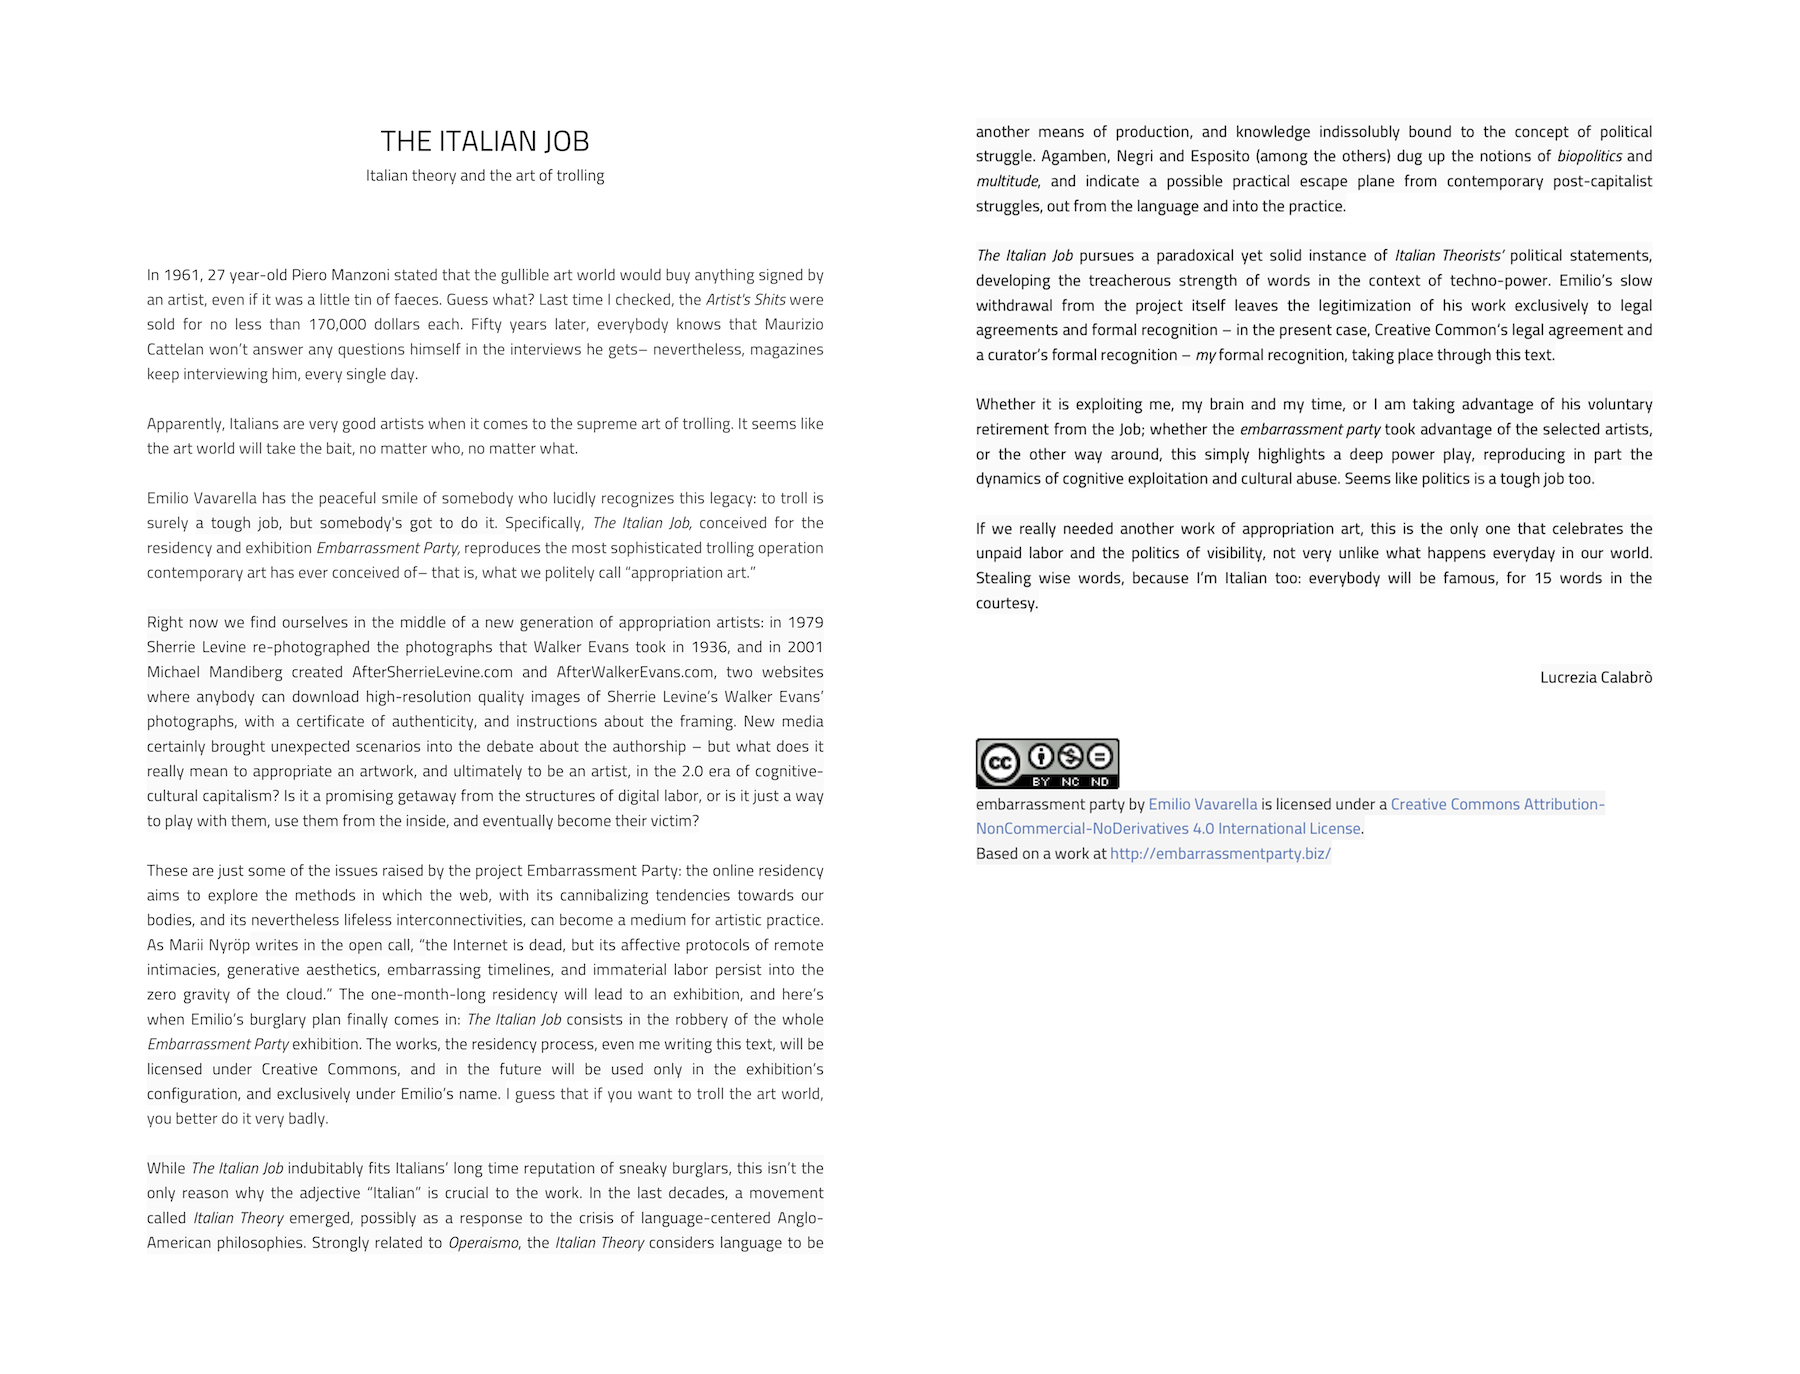 THE ITALIAN JOB
Italian theory and the art of trolling
In 1961, 27 year-old Piero Manzoni stated that the gullible art world would buy anything signed by
an artist, even if it was a little tin of faeces. Guess what? Last time I checked, the Artist's Shits were
sold for no less than 170,000 dollars each. Fifty years later, everybody knows that Maurizio
Cattelan won’t answer any questions himself in the interviews he gets– nevertheless, magazines
keep interviewing him, every single day.
Apparently, Italians are very good artists when it comes to the supreme art of trolling. It seems like
the art world will take the bait, no matter who, no matter what.
Emilio Vavarella has the peaceful smile of somebody who lucidly recognizes this legacy: to troll is
surely a tough job, but somebody's got to do it. Specifically, The Italian Job, conceived for the
residency and exhibition Embarrassment Party, reproduces the most sophisticated trolling operation
contemporary art has ever conceived of– that is, what we politely call “appropriation art.”
Right now we find ourselves in the middle of a new generation of appropriation artists: in 1979
Sherrie Levine re-photographed the photographs that Walker Evans took in 1936, and in 2001
Michael Mandiberg created AfterSherrieLevine.com and AfterWalkerEvans.com, two websites
where anybody can download high-resolution quality images of Sherrie Levine’s Walker Evans’
photographs, with a certificate of authenticity, and instructions about the framing. New media
certainly brought unexpected scenarios into the debate about the authorship – but what does it
really mean to appropriate an artwork, and ultimately to be an artist, in the 2.0 era of cognitive-
cultural capitalism? Is it a promising getaway from the structures of digital labor, or is it just a way
to play with them, use them from the inside, and eventually become their victim?
These are just some of the issues raised by the project Embarrassment Party: the online residency
aims to explore the methods in which the web, with its cannibalizing tendencies towards our
bodies, and its nevertheless lifeless interconnectivities, can become a medium for artistic practice.
As Marii Nyröp writes in the open call, “the Internet is dead, but its affective protocols of remote
intimacies, generative aesthetics, embarrassing timelines, and immaterial labor persist into the
zero gravity of the cloud.” The one-month-long residency will lead to an exhibition, and here’s
when Emilio’s burglary plan finally comes in: The Italian Job consists in the robbery of the whole
Embarrassment Party exhibition. The works, the residency process, even me writing this text, will be
licensed under Creative Commons, and in the future will be used only in the exhibition’s
configuration, and exclusively under Emilio’s name. I guess that if you want to troll the art world,
you better do it very badly.
While The Italian Job indubitably fits Italians’ long time reputation of sneaky burglars, this isn’t the
only reason why the adjective “Italian” is crucial to the work. In the last decades, a movement
called Italian Theory emerged, possibly as a response to the crisis of language-centered Anglo-
American philosophies. Strongly related to Operaismo, the Italian Theory considers language to be
another means of production, and knowledge indissolubly bound to the concept of political
struggle. Agamben, Negri and Esposito (among the others) dug up the notions of biopolitics and
multitude, and indicate a possible practical escape plane from contemporary post-capitalist
struggles, out from the language and into the practice.
The Italian Job pursues a paradoxical yet solid instance of Italian Theorists’ political statements,
developing the treacherous strength of words in the context of techno-power. Emilio’s slow
withdrawal from the project itself leaves the legitimization of his work exclusively to legal
agreements and formal recognition – in the present case, Creative Common’s legal agreement and
a curator’s formal recognition – my formal recognition, taking place through this text.
Whether it is exploiting me, my brain and my time, or I am taking advantage of his voluntary
retirement from the Job; whether the embarrassment party took advantage of the selected artists,
or the other way around, this simply highlights a deep power play, reproducing in part the
dynamics of cognitive exploitation and cultural abuse. Seems like politics is a tough job too.
If we really needed another work of appropriation art, this is the only one that celebrates the
unpaid labor and the politics of visibility, not very unlike what happens everyday in our world.
Stealing wise words, because I’m Italian too: everybody will be famous, for 15 words in the
courtesy.
Lucrezia Calabrò
cc BY NC ND
embarrassment party by Emilio Vavarella is licensed under a Creative Commons Attribution-
NonCommercial-NoDerivatives 4.0 International License.
Based on a work at http://embarrassmentparty.biz/